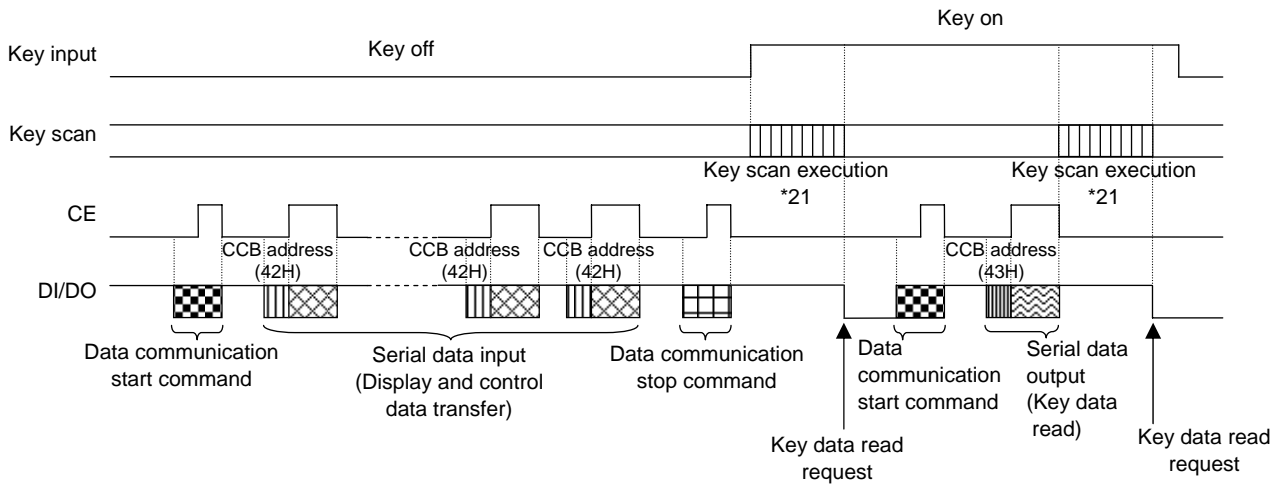 Key on
Key off
Key input
Key scan
Key scan execution
*21
Key scan execution
*21
CE
CCB address
(42H)
CCB address
(42H)
CCB address
(42H)
CCB address
(43H)
DI/DO
Data communication
start command
Serial data input
(Display and control
data transfer)
Data communication
stop command
Data
communication
start command
Serial data
output
(Key data
read)
Key data read
request
Key data read
request